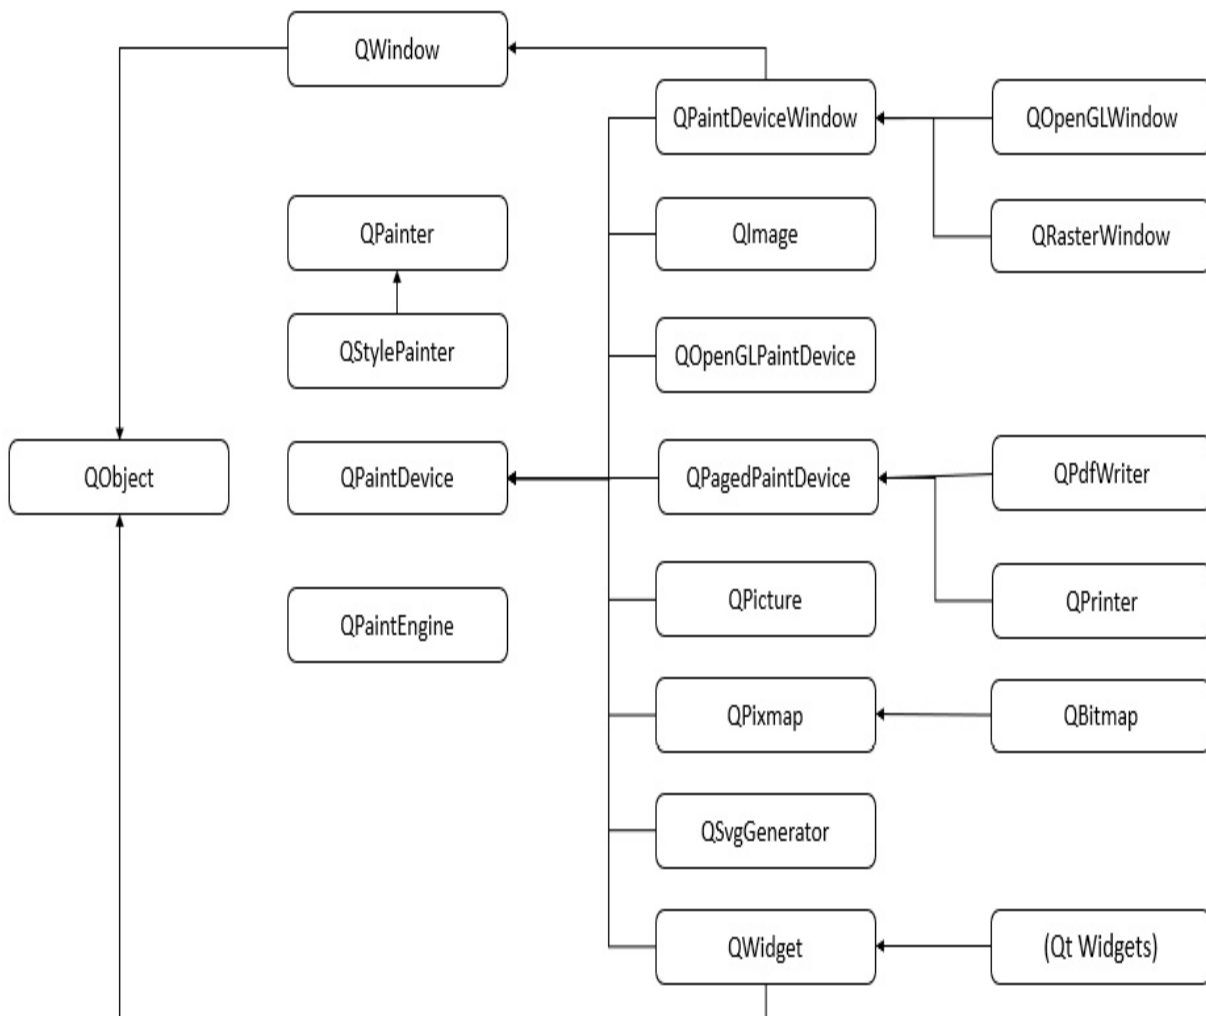 QWindow
QPaintDeviceWindow
QOpenGLWindow
QPainter
QImage
QRasterWindow
QStylePainter
QOpenGLPaintDevice
QObject
QPaintDevice
QPagedPaintDevice
QPdfWriter
QPaintEngine
QPicture
QPrinter
QPixmap
QBitmap
QSvgGenerator
QWidget
(Qt Widgets)